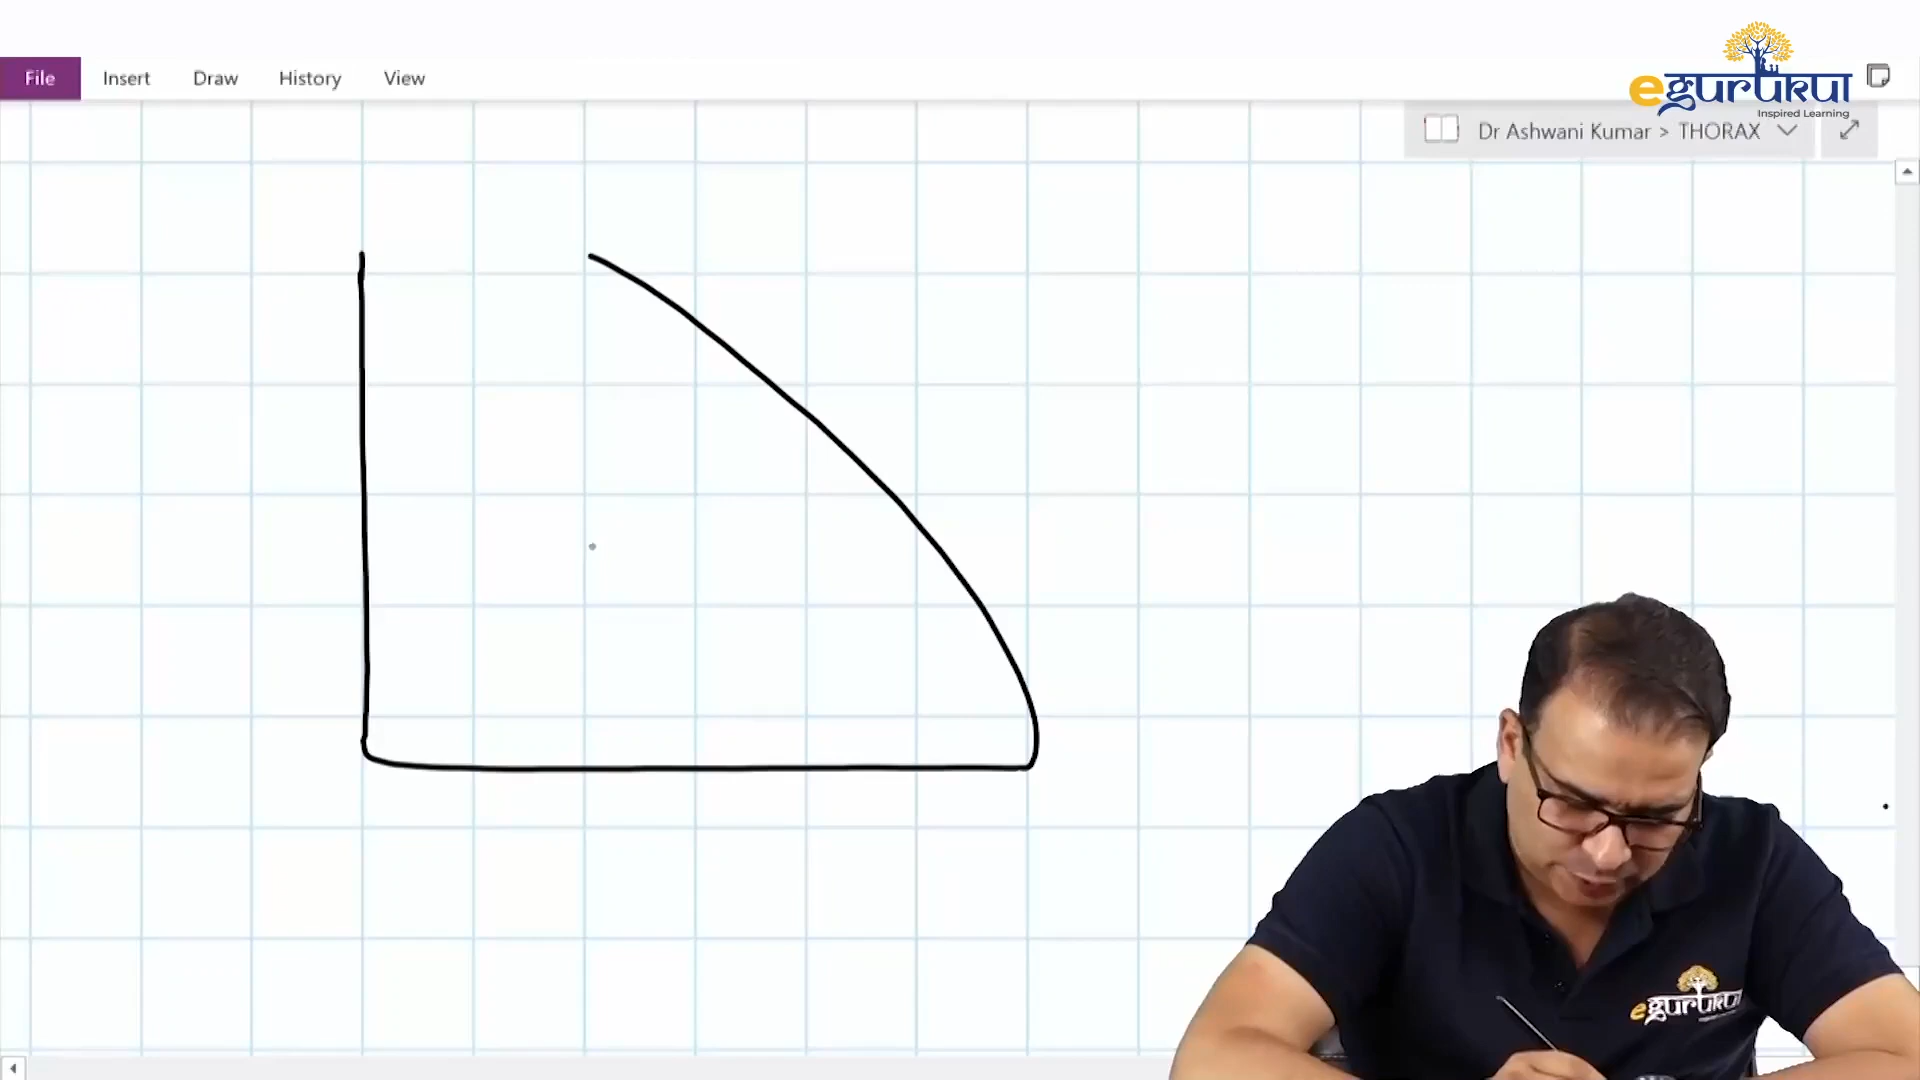 egurukul
Inspired Learning
File Insert Draw History View
Dr Ashwani Kumar > THORAX
egurukul